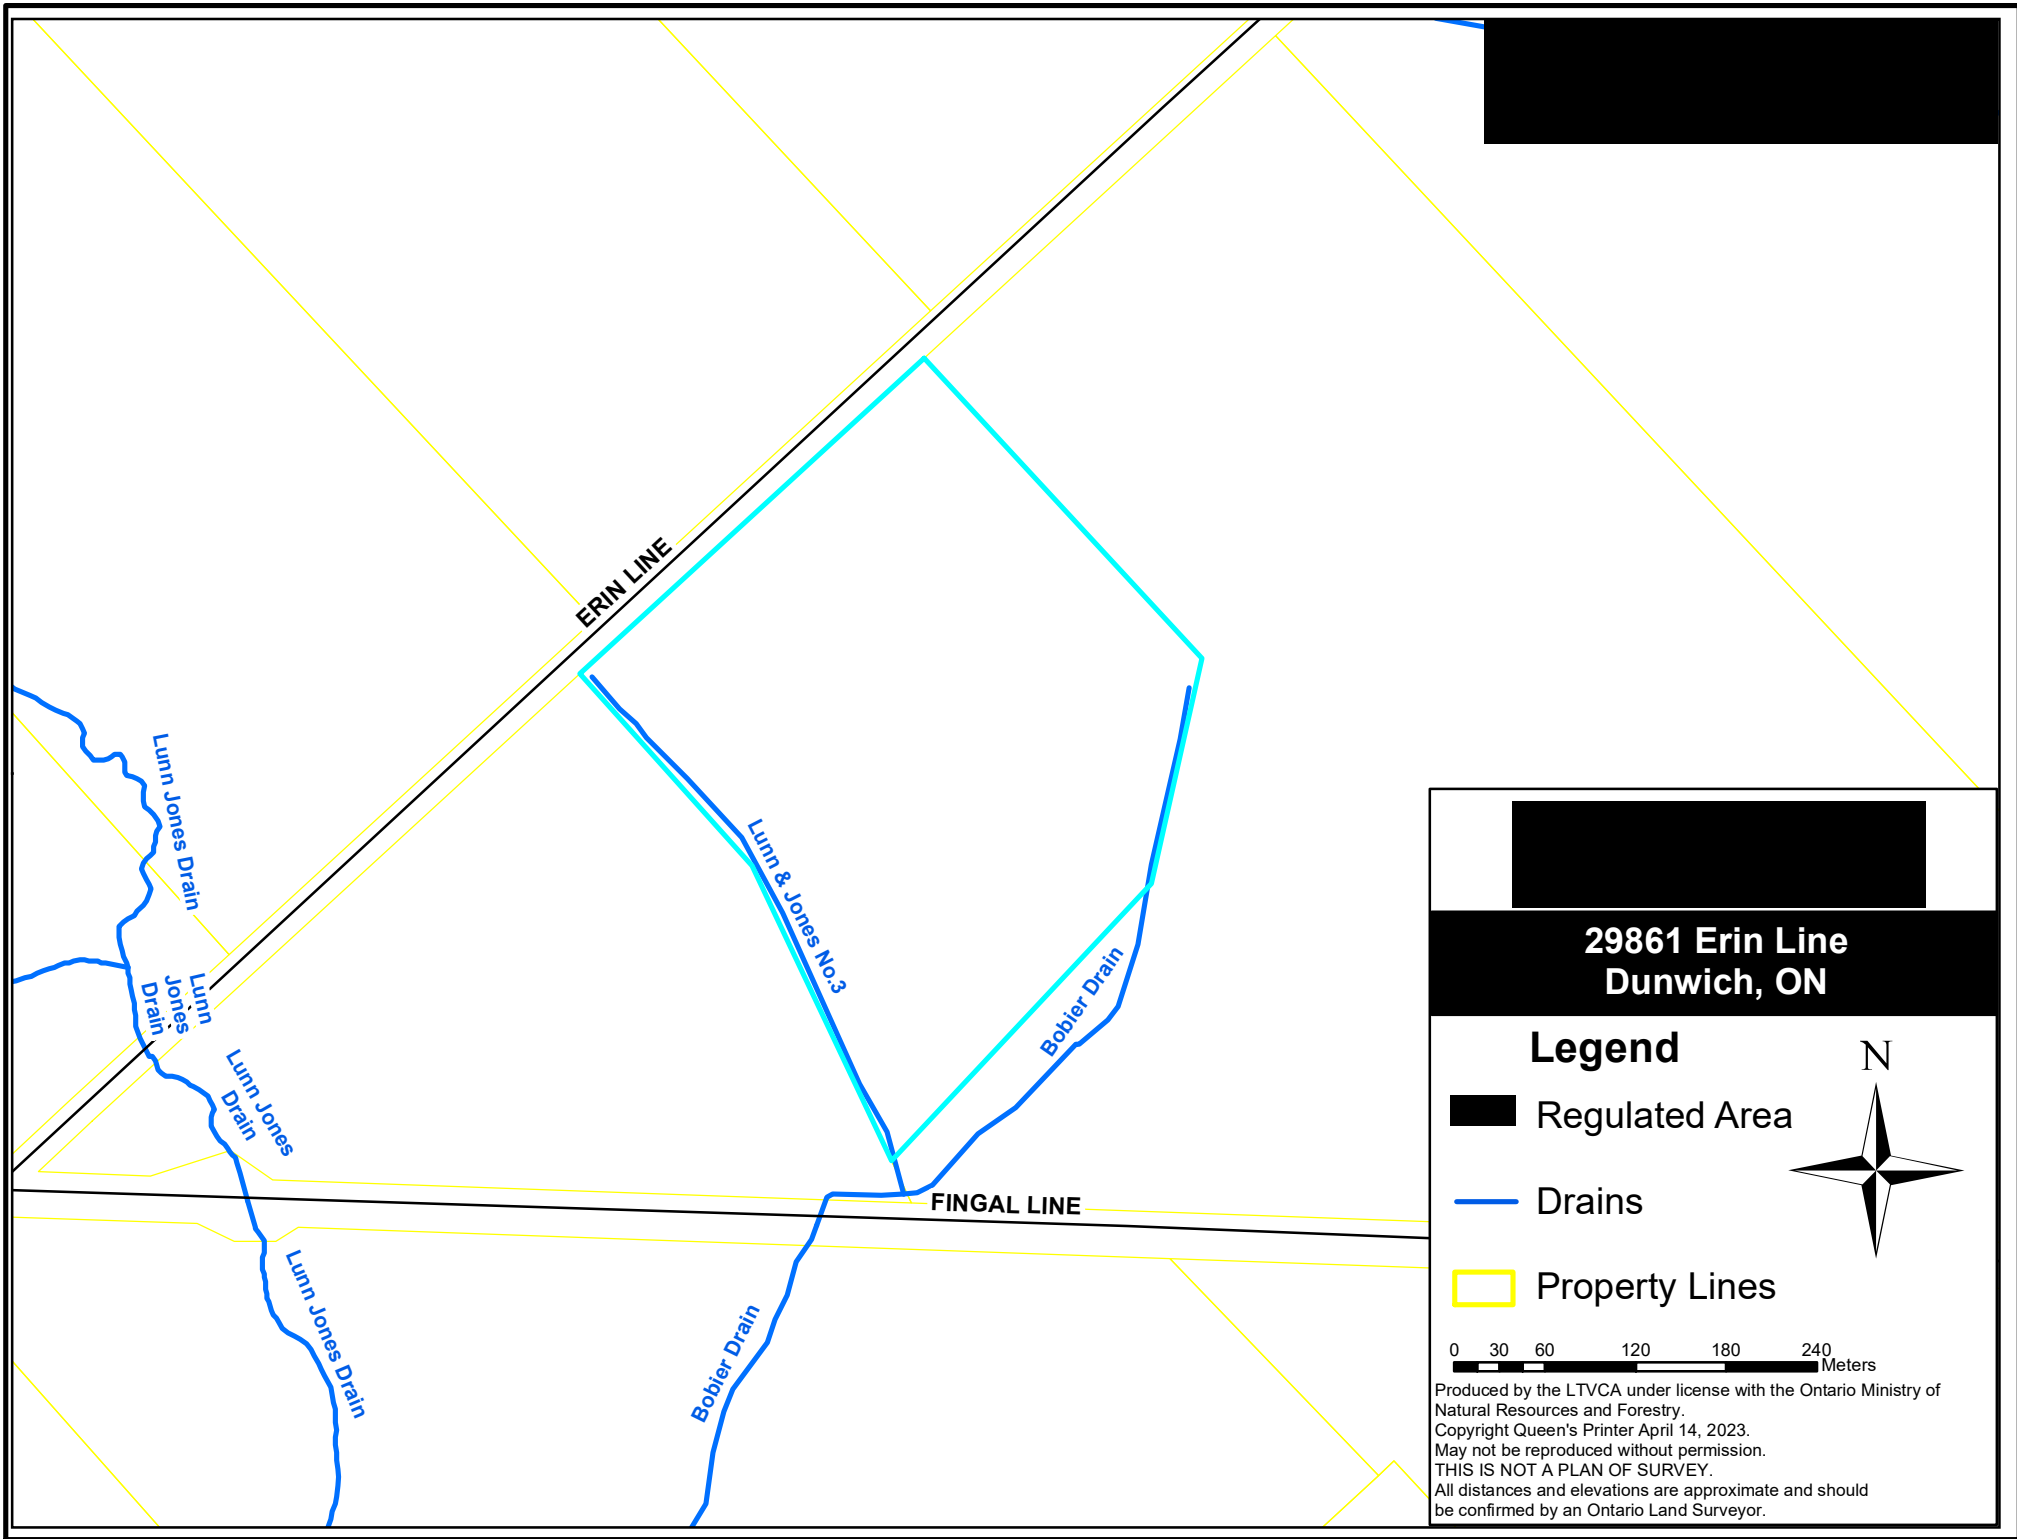 ERIN LINE
Lunn Jones Drain
Lunn & Jones No.3
Bobier Drain
Lunn
Jones
Drain
Lunn Jones
Drain
FINGAL LINE
Lunn Jones Drain
Bobier Drain
29861 Erin Line
Dunwich, ON
Legend
N
Regulated Area
Drains
Property Lines
0 30 60 120 180 240
Meters
Produced by the LTVCA under license with the Ontario Ministry of
Natural Resources and Forestry.
Copyright Queen's Printer April 14, 2023.
May not be reproduced without permission.
THIS IS NOT A PLAN OF SURVEY.
All distances and elevations are approximate and should
be confirmed by an Ontario Land Surveyor.